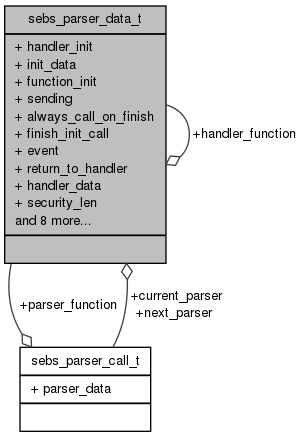 sebs_parser_data_t
+ handler_init
+ init_data
+ function_init
+ sending
+ always_call_on_finish
+ finish_init_call
+ event
+ return_to_handler
+ handler_data
+ security_len
and 8 more...
+handler_function
+parser_function
+current_parser
+next_parser
sebs_parser_call_t
+ parser_data